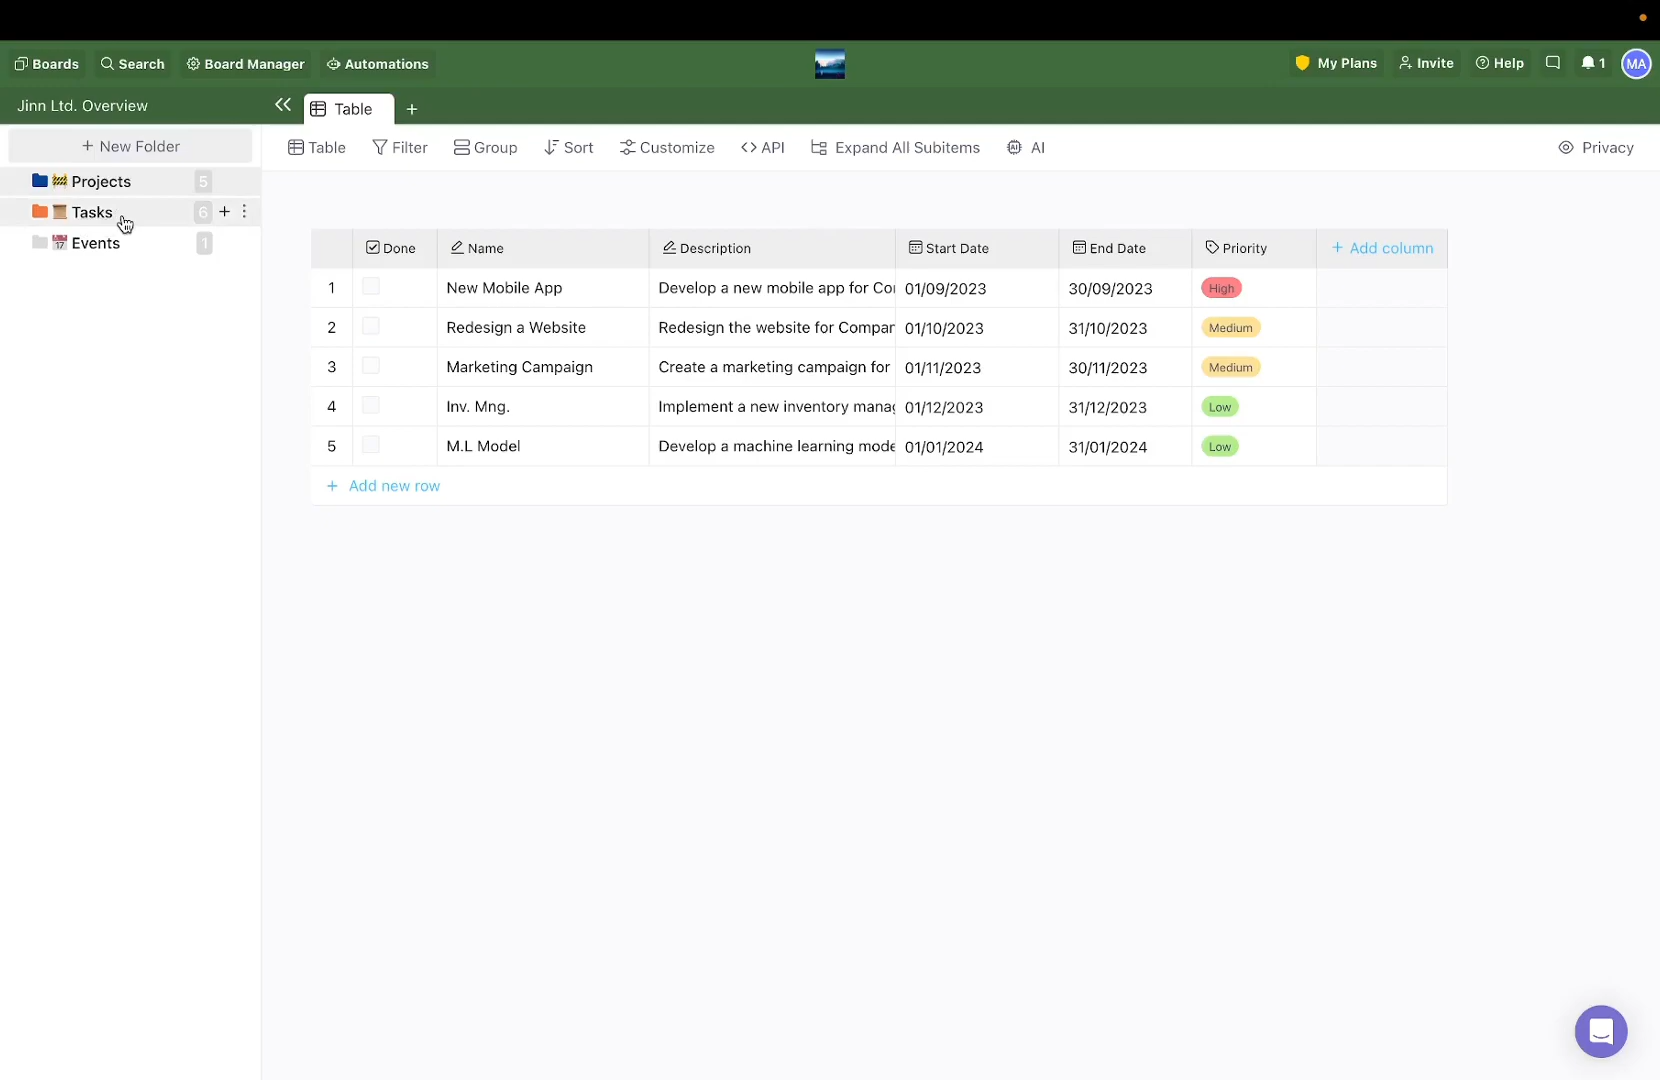 Boards Search Board Manager Automations My Plans Invite Help 1 MA
Jinn Ltd. Overview Table +
+ New Folder Table Filter Group Sort Customize API Expand All Subitems AI Privacy
Projects 5
Tasks 6
Events 1
Done Name Description Start Date End Date Priority + Add column
1 New Mobile App Develop a new mobile app for Co 01/09/2023 30/09/2023 High
2 Redesign a Website Redesign the website for Compar 01/10/2023 31/10/2023 Medium
3 Marketing Campaign Create a marketing campaign for 01/11/2023 30/11/2023 Medium
4 Inv. Mng. Implement a new inventory mana 01/12/2023 31/12/2023 Low
5 M.L Model Develop a machine learning mode 01/01/2024 31/01/2024 Low
+ Add new row